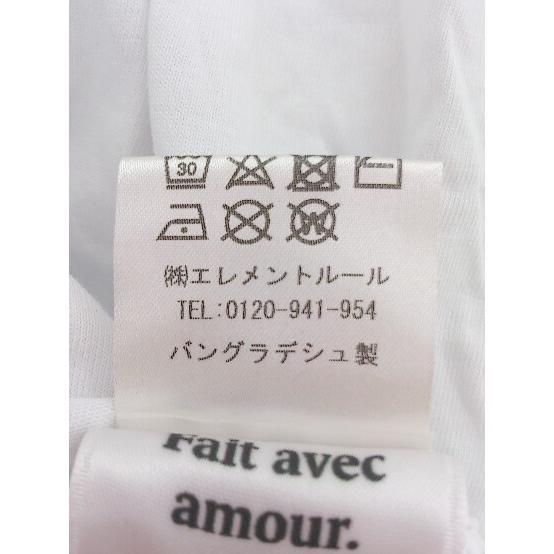 30
W
㈱エレメントルール
TEL:0120-941-954
バングラデシュ製
Fait avec
amour.